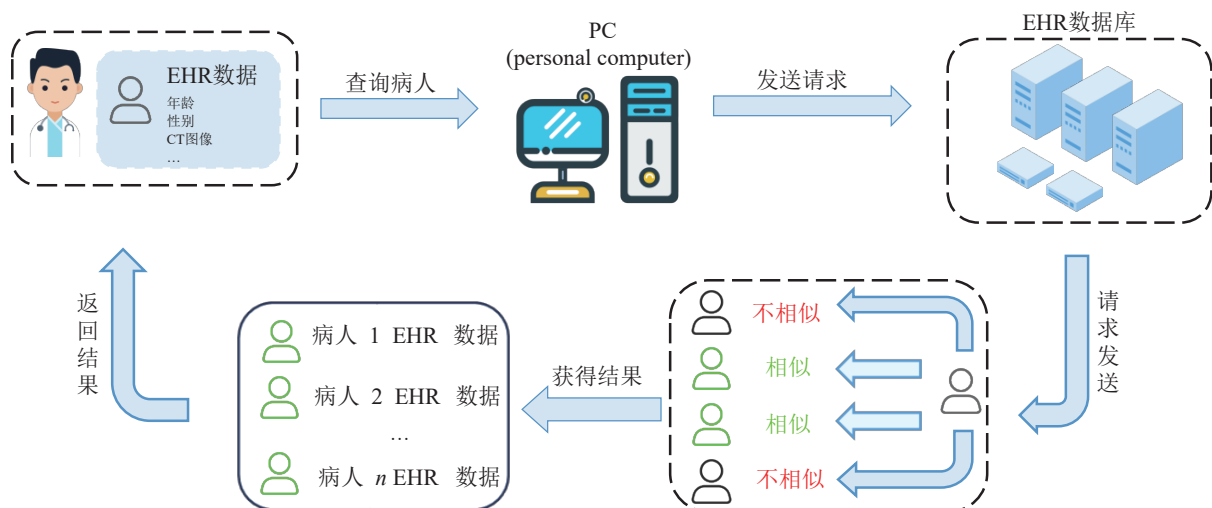 EHR数据
年龄
性别
CT图像
…
查询病人
PC
(personal computer)
发送请求
EHR数据库
请求发送
不相似
相似
相似
不相似
获得结果
病人 1 EHR 数据
病人 2 EHR 数据
…
病人 n EHR 数据
返回结果